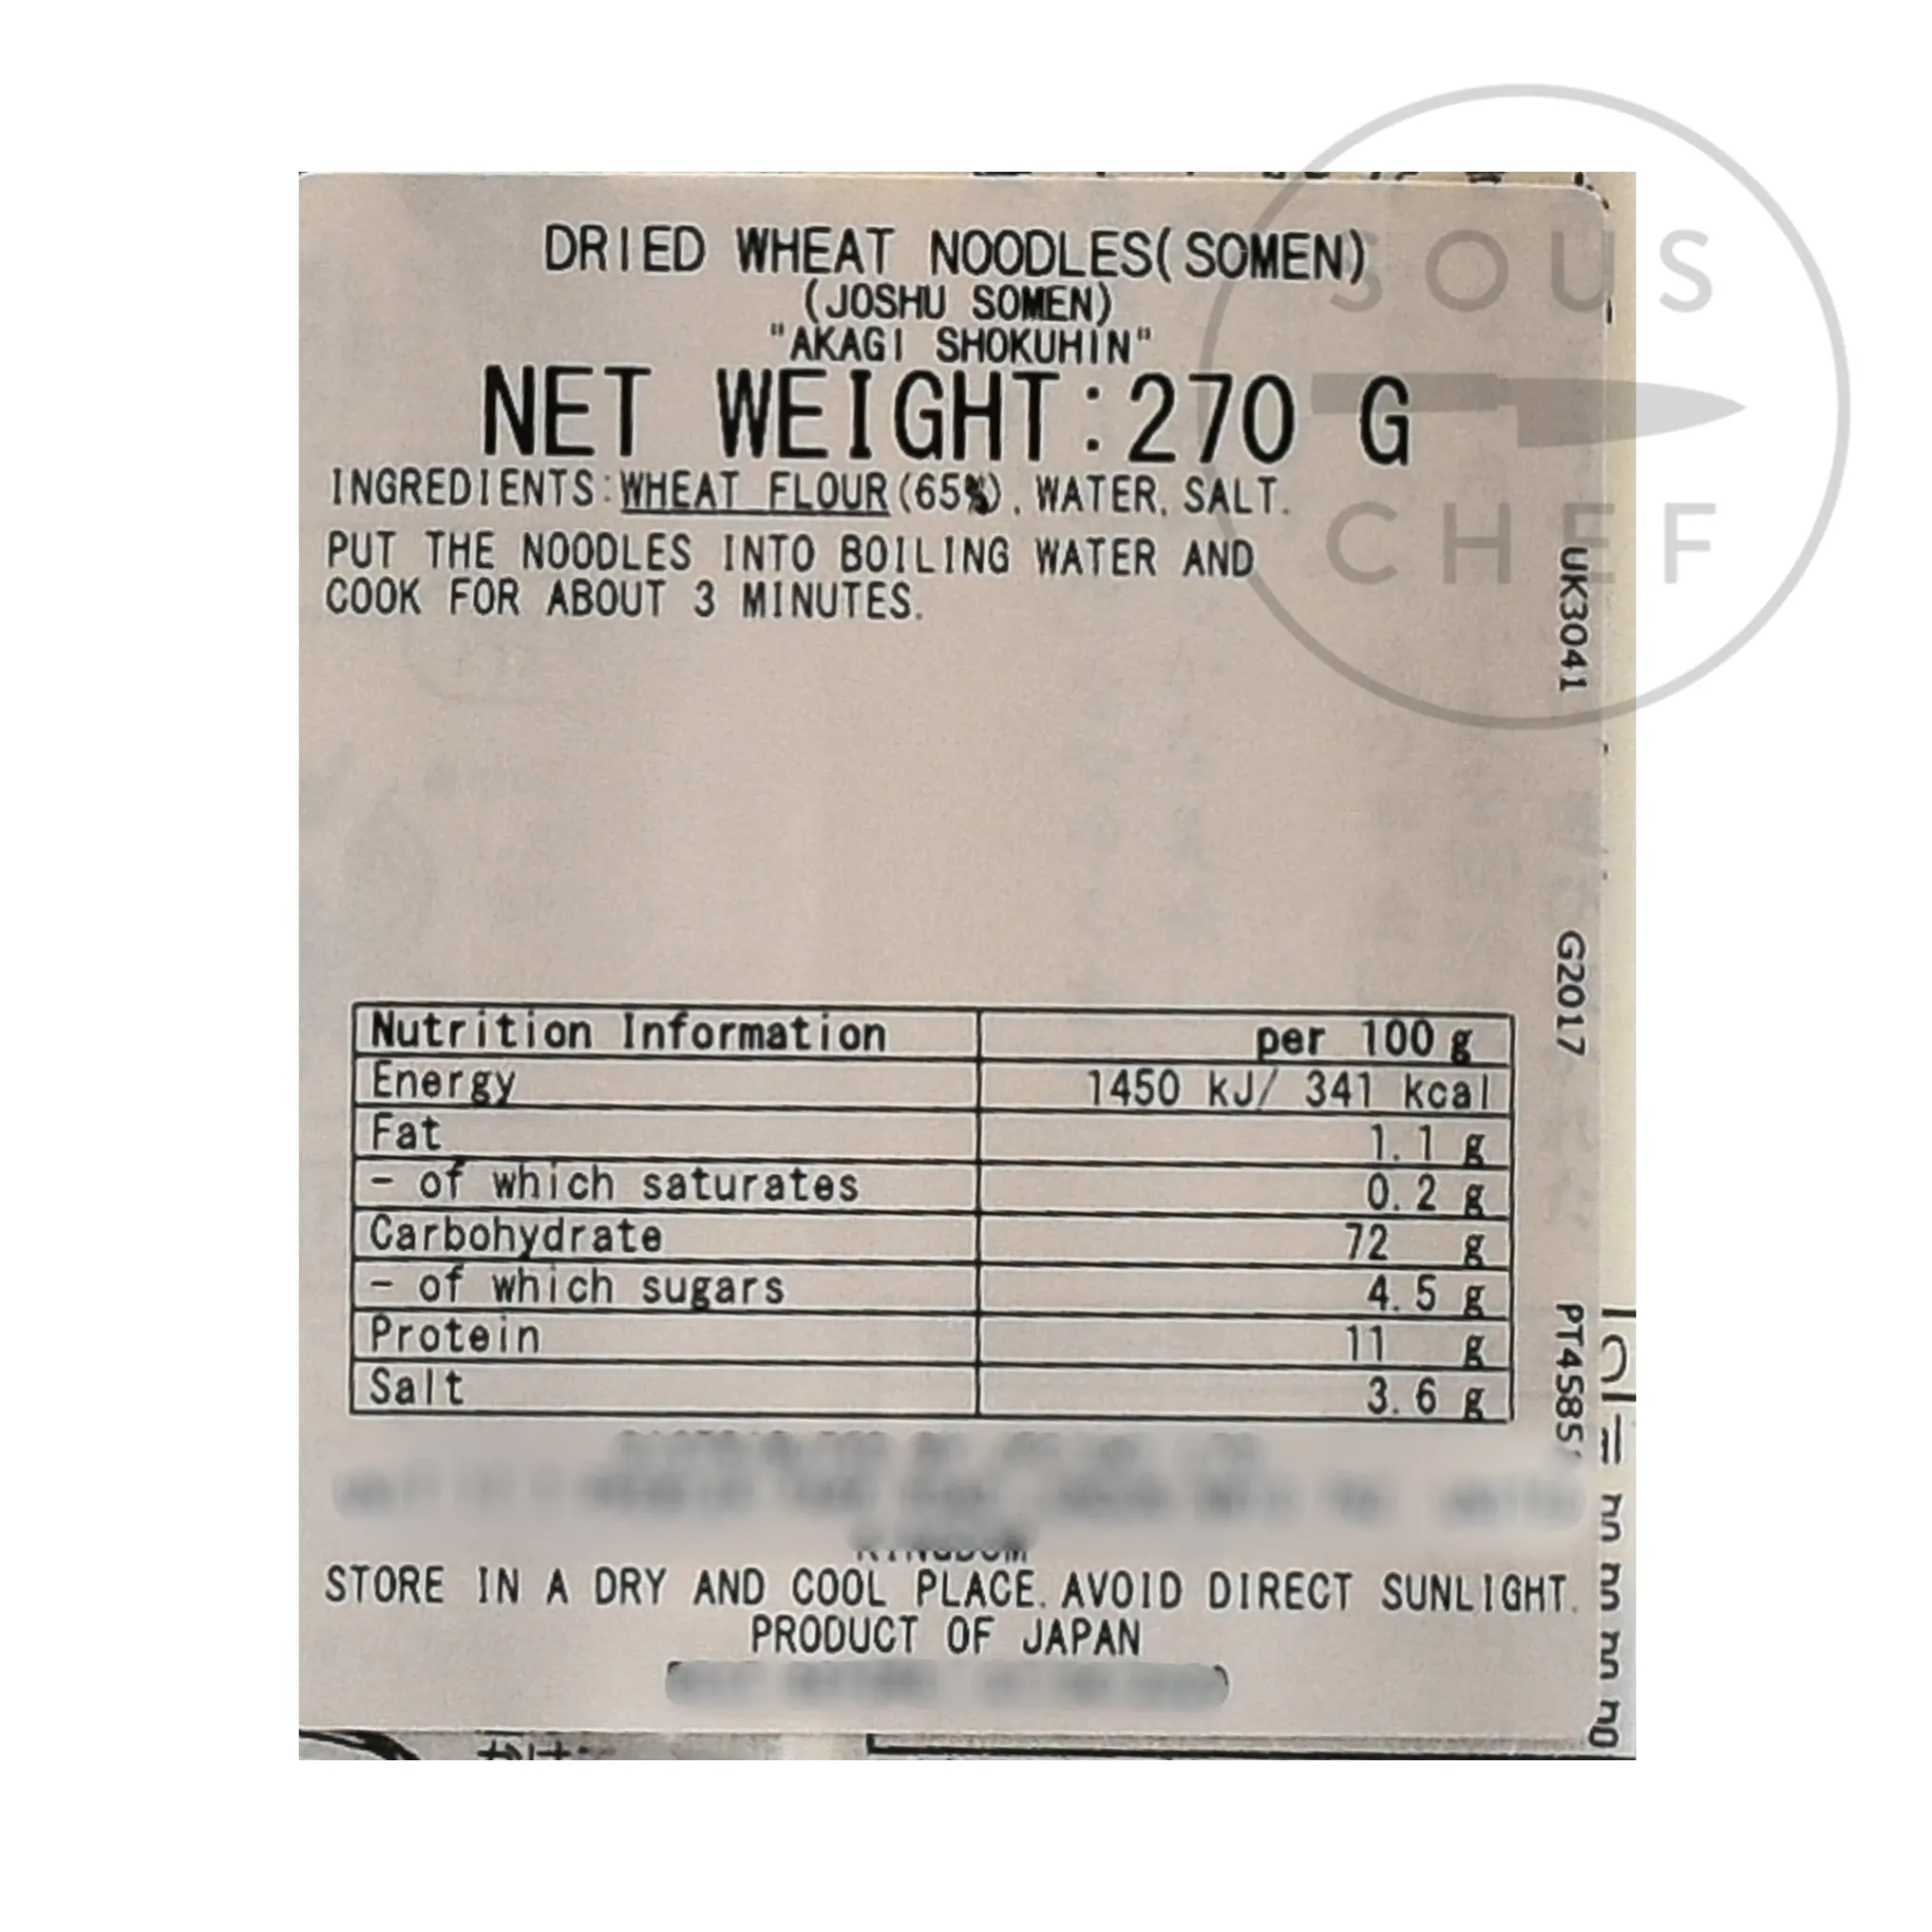 SOUS
CHEF
DRIED WHEAT NOODLES(SOMEN)
(JOSHU SOMEN)
"AKAGI SHOKUHIN"
NET WEIGHT:270 G
INGREDIENTS:WHEAT FLOUR(65%), WATER, SALT.
PUT THE NOODLES INTO BOILING WATER AND
COOK FOR ABOUT 3 MINUTES.
UK3041 G2017 PT4585
Nutrition Information per 100 g
Energy 1450 kJ/ 341 kcal
Fat 1.1 g
- of which saturates 0.2 g
Carbohydrate 72 g
- of which sugars 4.5 g
Protein 11 g
Salt 3.6 g
KINGDOM
STORE IN A DRY AND COOL PLACE. AVOID DIRECT SUNLIGHT.
PRODUCT OF JAPAN